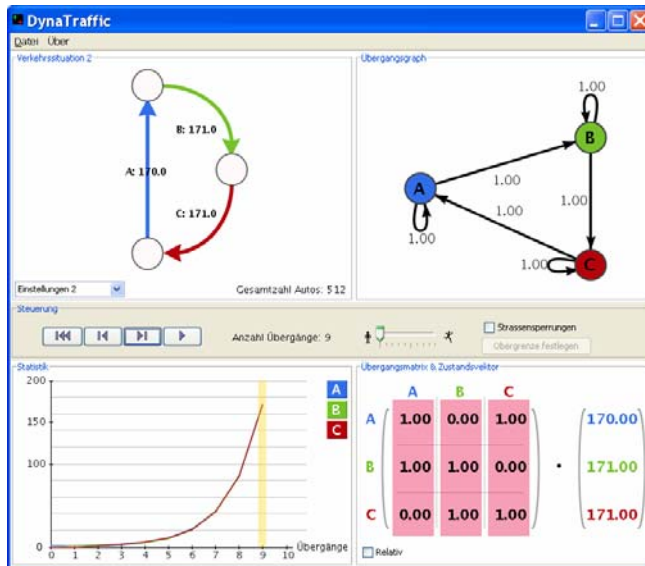 DynaTraffic
Datei Über
Verkehrssituation 2
B: 171.0
A: 170.0
C: 171.0
Einstellungen 2
Gesamtzahl Autos: 512
Übergangsgraph
1.00
B
1.00
A
1.00
1.00
1.00
1.00
C
Steuerung
Anzahl Übergänge: 9
Strassensperrungen
Obergrenze festlegen
Statistik
200
150
100
0
0 1 2 3 4 5 6 7 8 9 10
Übergänge
A
B
C
Übergangsmatrix & Zustandsvektor
A B C
A 1.00 0.00 1.00 170.00
B 1.00 1.00 0.00 · 171.00
C 0.00 1.00 1.00 171.00
Relativ